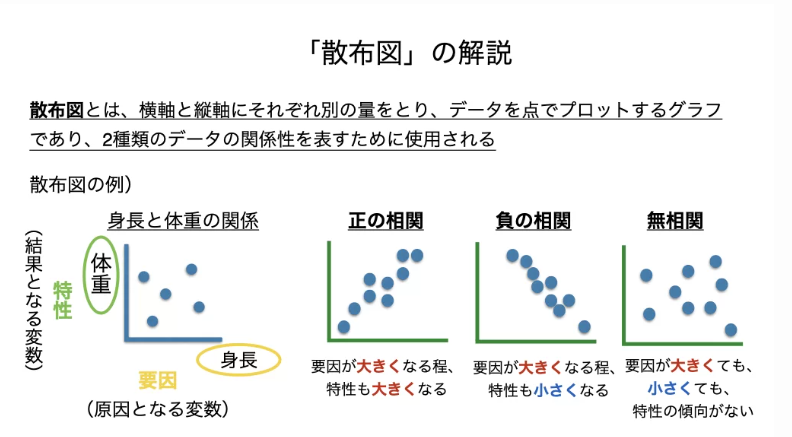 「散布図」の解説
散布図とは、横軸と縦軸にそれぞれ別の量をとり、データを点でプロットするグラフ
であり、2種類のデータの関係性を表すために使用される
散布図の例）
身長と体重の関係
（結果となる変数）
特性
体重
身長
要因
（原因となる変数）
正の相関
要因が大きくなる程、
特性も大きくなる
負の相関
要因が大きくなる程、
特性も小さくなる
無相関
要因が大きくても、
小さくても、
特性の傾向がない